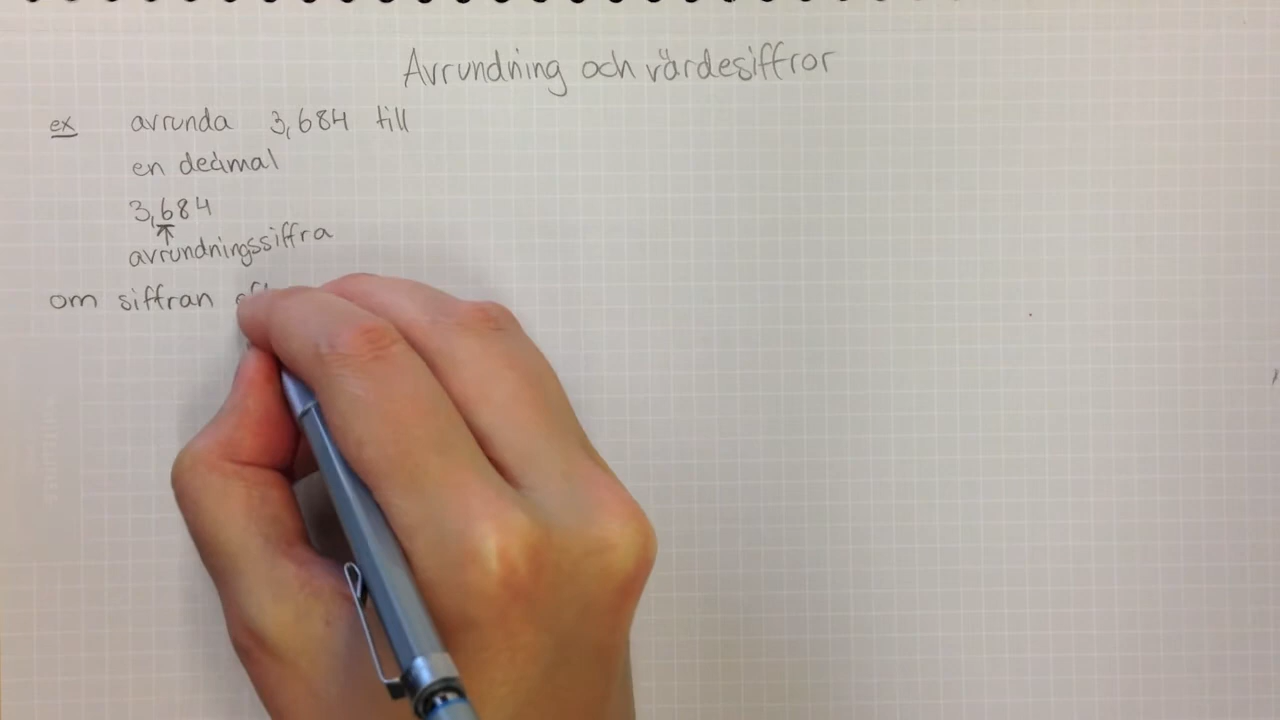 Avrundning och värdesiffror
ex avrunda 3,684 till
en decimal
3,684
avrundningssiffra
om siffran